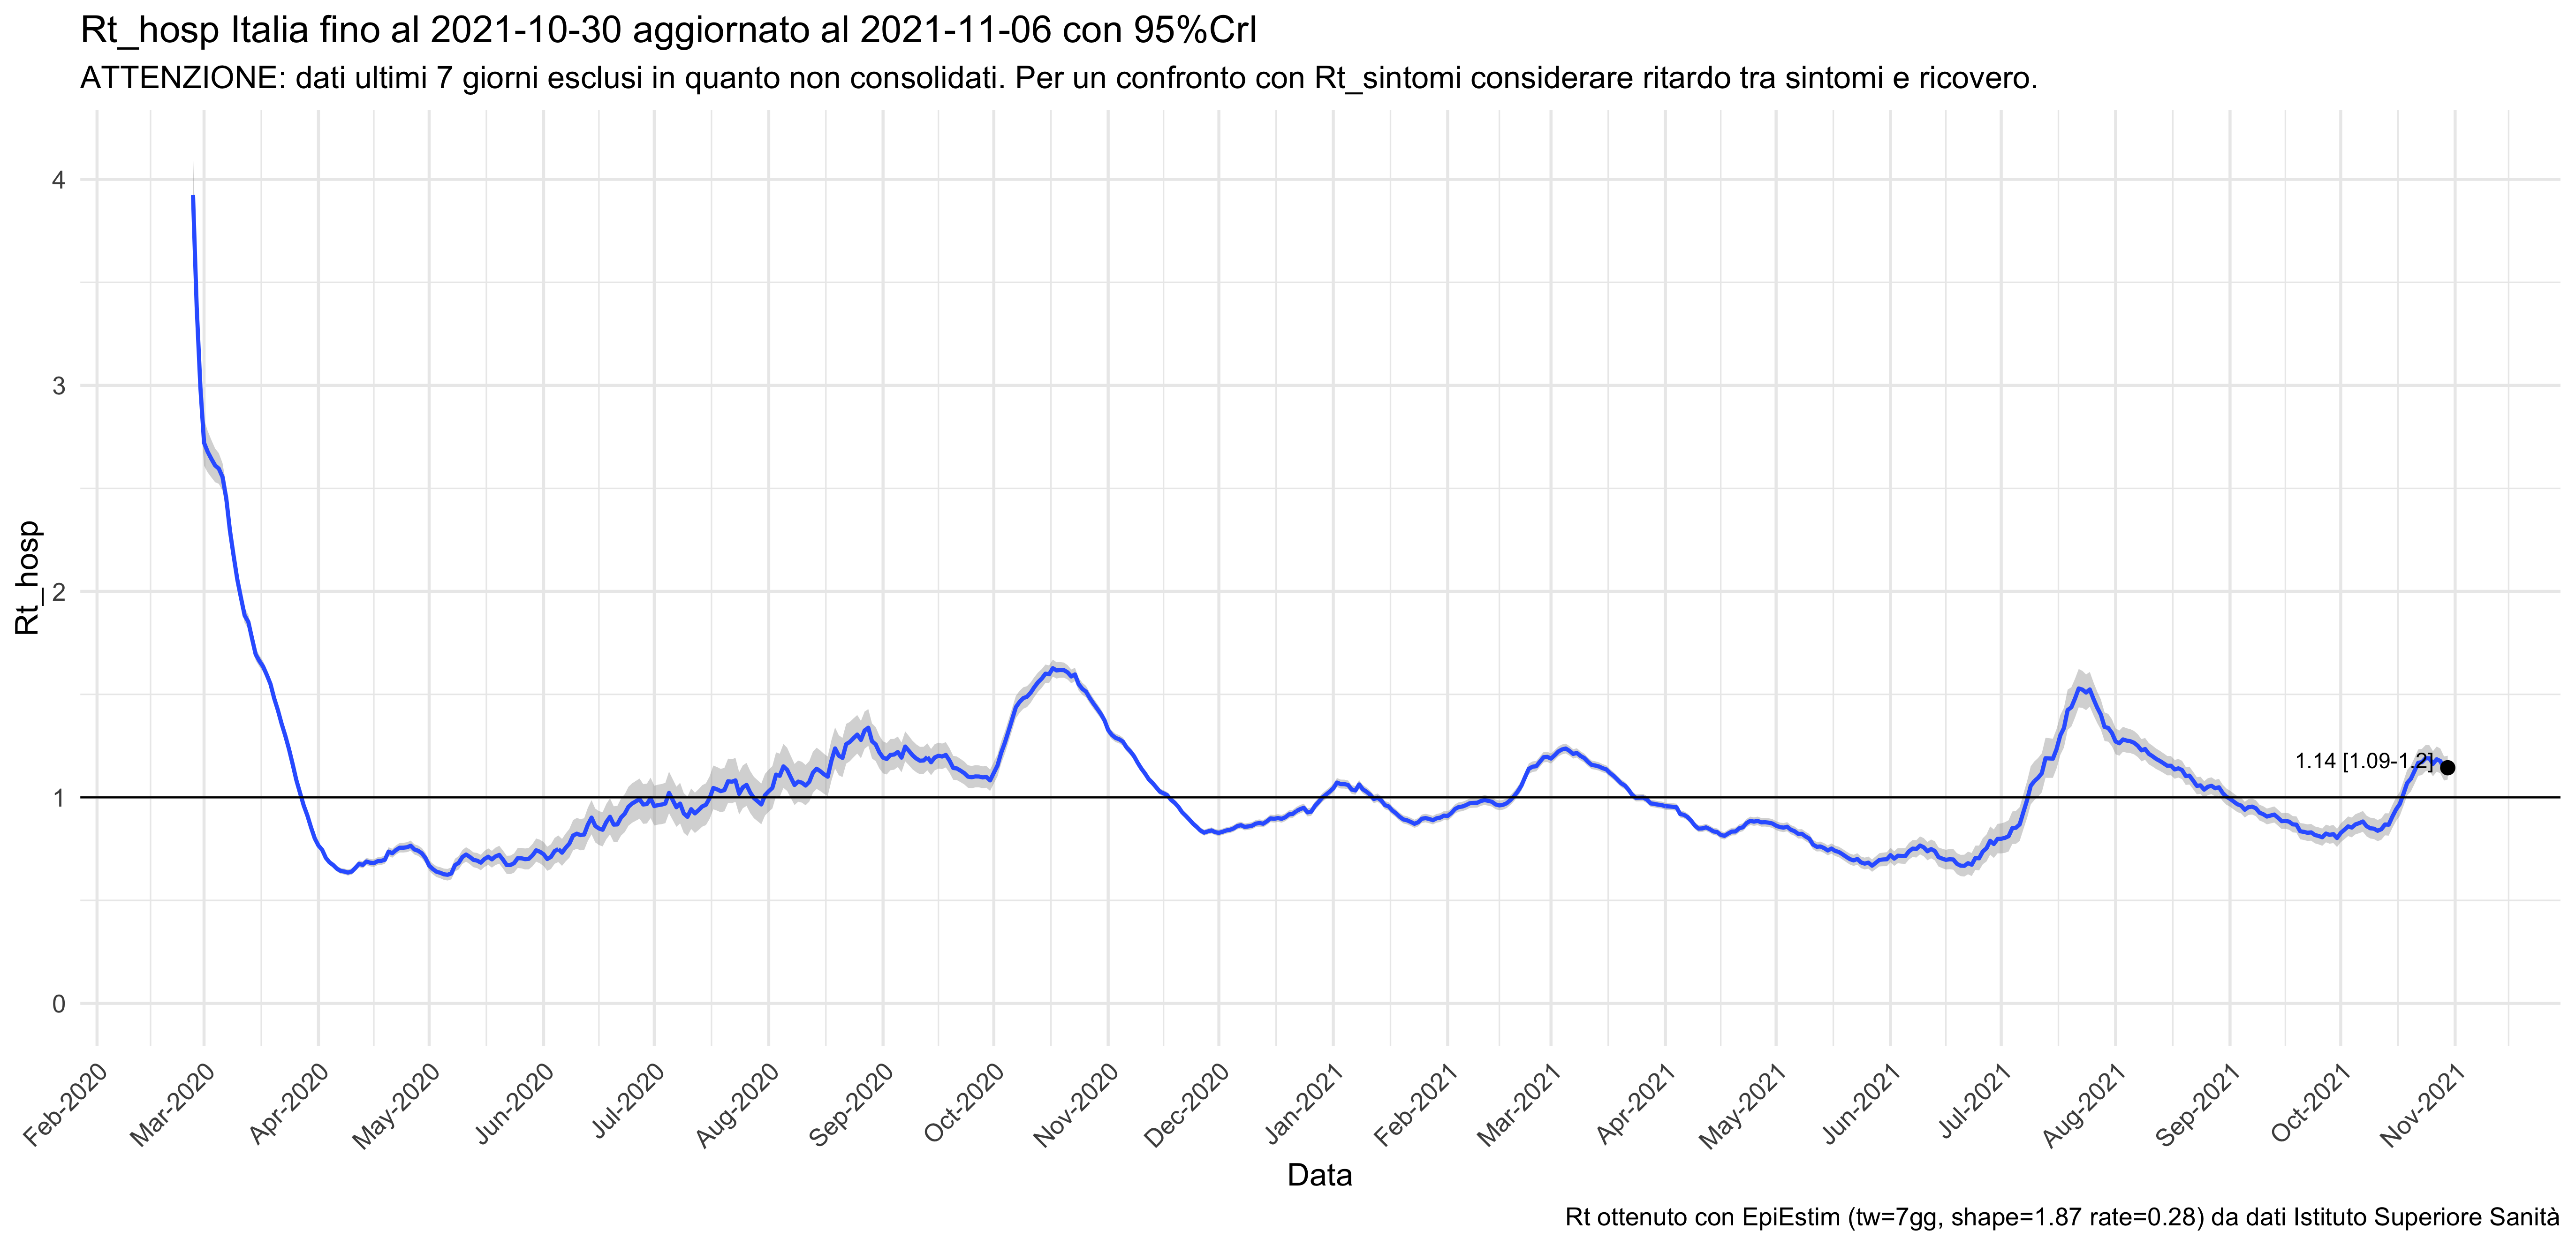 Rt_hosp Italia fino al 2021-10-30 aggiornato al 2021-11-06 con 95%CrI
ATTENZIONE: dati ultimi 7 giorni esclusi in quanto non consolidati. Per un confronto con Rt_sintomi considerare ritardo tra sintomi e ricovero.
Rt_hosp
4
3
2
1
0
1.14 [1.09-1.2]
Feb-2020
Mar-2020
Apr-2020
May-2020
Jun-2020
Jul-2020
Aug-2020
Sep-2020
Oct-2020
Nov-2020
Dec-2020
Jan-2021
Feb-2021
Mar-2021
Apr-2021
May-2021
Jun-2021
Jul-2021
Aug-2021
Sep-2021
Oct-2021
Nov-2021
Data
Rt ottenuto con EpiEstim (tw=7gg, shape=1.87 rate=0.28) da dati Istituto Superiore Sanità